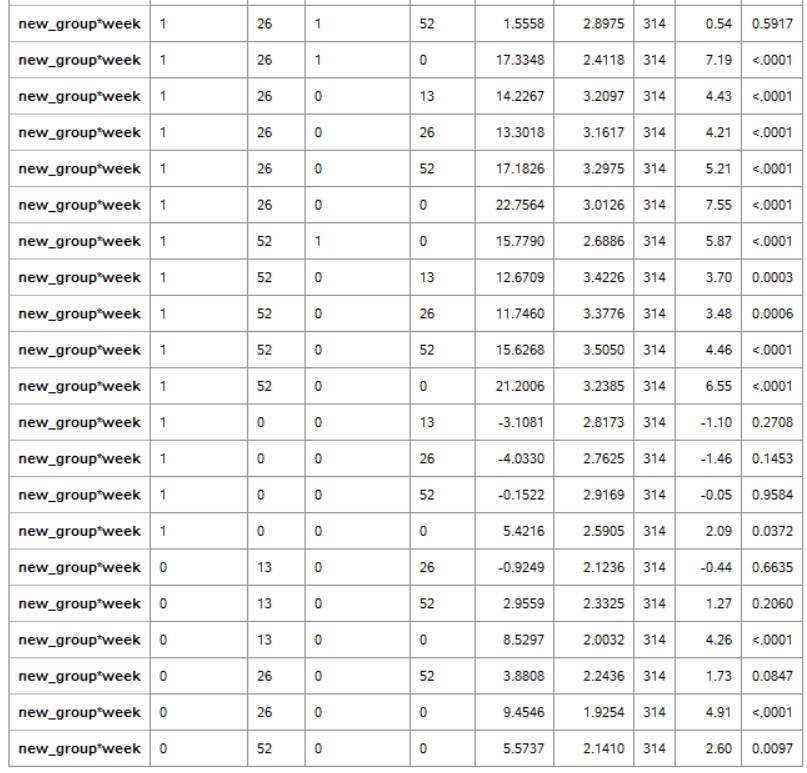 new_group*week 1 26 1 52 1.5558 2.8975 314 0.54 0.5917
new_group*week 1 26 1 0 17.3348 2.4118 314 7.19 <.0001
new_group*week 1 26 0 13 14.2267 3.2097 314 4.43 <.0001
new_group*week 1 26 0 26 13.3018 3.1617 314 4.21 <.0001
new_group*week 1 26 0 52 17.1826 3.2975 314 5.21 <.0001
new_group*week 1 26 0 0 22.7564 3.0126 314 7.55 <.0001
new_group*week 1 52 1 0 15.7790 2.6886 314 5.87 <.0001
new_group*week 1 52 0 13 12.6709 3.4226 314 3.70 0.0003
new_group*week 1 52 0 26 11.7460 3.3776 314 3.48 0.0006
new_group*week 1 52 0 52 15.6268 3.5050 314 4.46 <.0001
new_group*week 1 52 0 0 21.2006 3.2385 314 6.55 <.0001
new_group*week 1 0 0 13 -3.1081 2.8173 314 -1.10 0.2708
new_group*week 1 0 0 26 -4.0330 2.7625 314 -1.46 0.1453
new_group*week 1 0 0 52 -0.1522 2.9169 314 -0.05 0.9584
new_group*week 1 0 0 0 5.4216 2.5905 314 2.09 0.0372
new_group*week 0 13 0 26 -0.9249 2.1236 314 -0.44 0.6635
new_group*week 0 13 0 52 2.9559 2.3325 314 1.27 0.2060
new_group*week 0 13 0 0 8.5297 2.0032 314 4.26 <.0001
new_group*week 0 26 0 52 3.8808 2.2436 314 1.73 0.0847
new_group*week 0 26 0 0 9.4546 1.9254 314 4.91 <.0001
new_group*week 0 52 0 0 5.5737 2.1410 314 2.60 0.0097